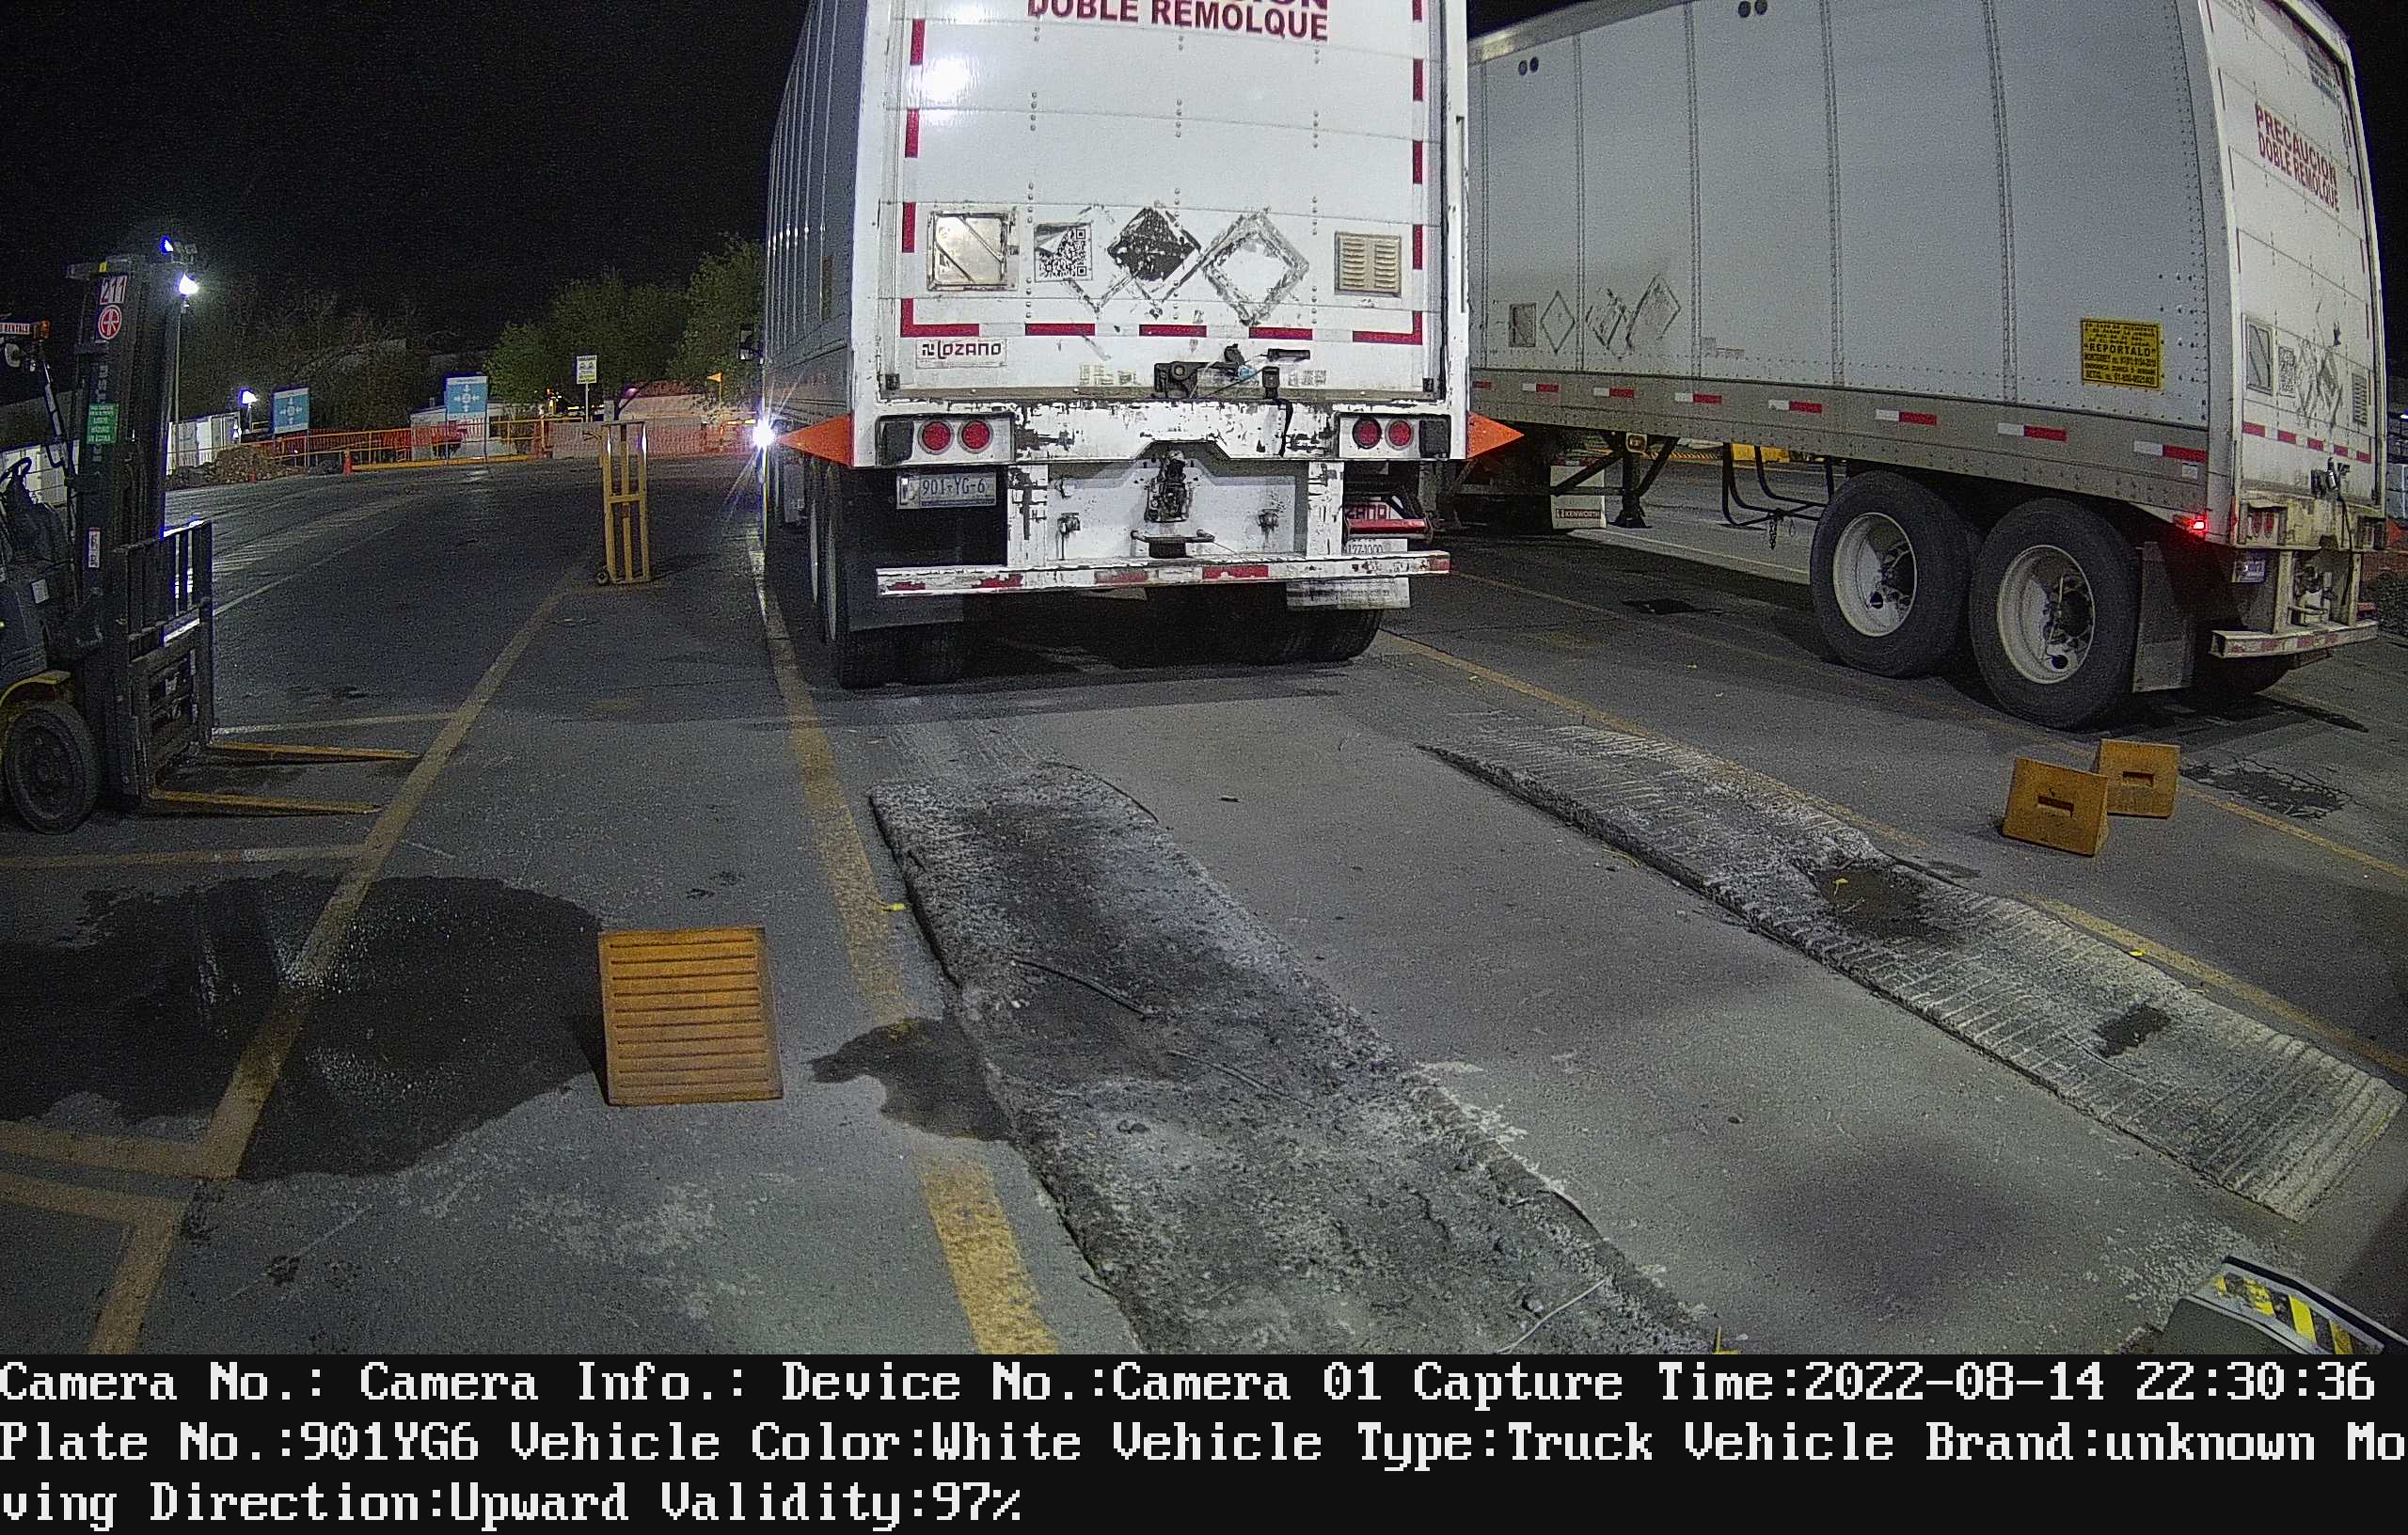 DOBLE REMOLQUE
PRECAUCION
DOBLE REMOLQUE
211
LOZANO
"REPORTALO"
901-YG-6
KENWORTH
Camera No.: Camera Info.: Device No.:Camera 01 Capture Time:2022-08-14 22:30:36
Plate No.:901YG6 Vehicle Color:White Vehicle Type:Truck Vehicle Brand:unknown Mo
ving Direction:Upward Validity:97%